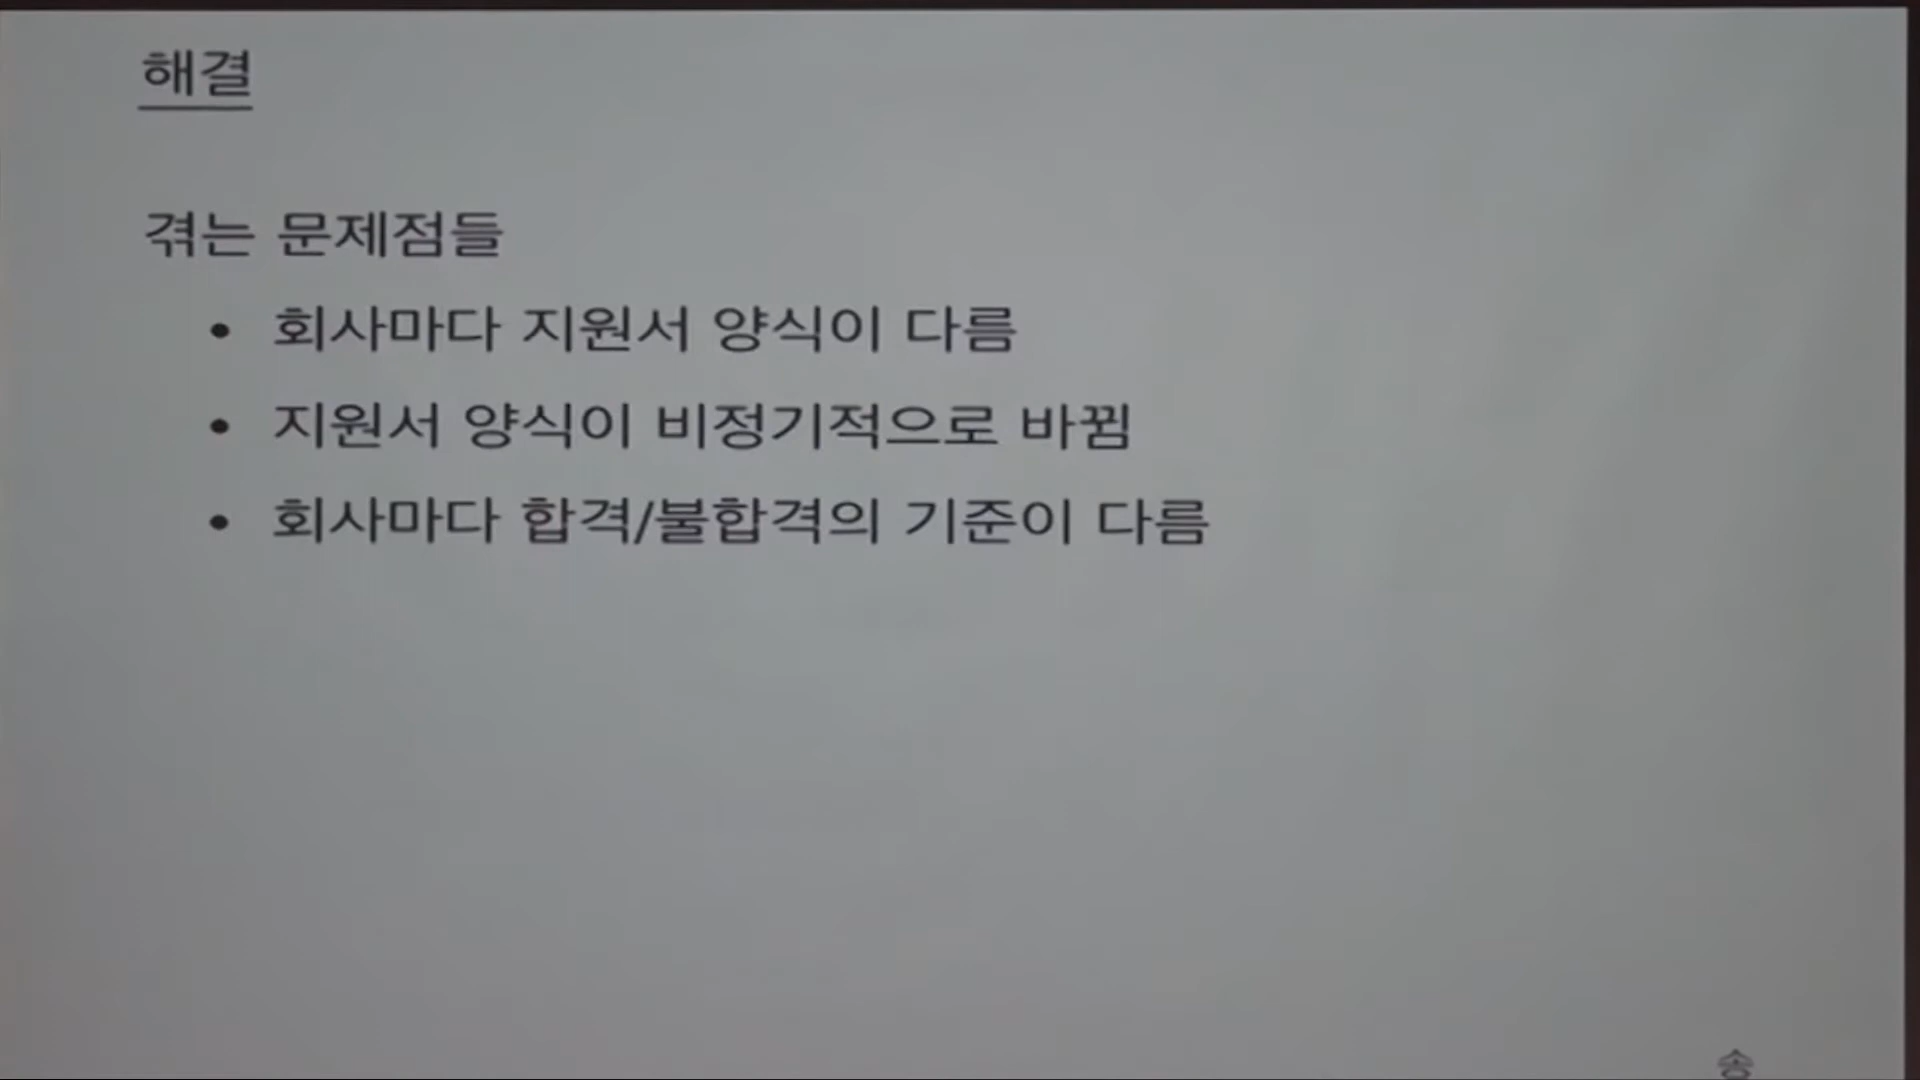 해결
겪는 문제점들
• 회사마다 지원서 양식이 다름
• 지원서 양식이 비정기적으로 바뀜
• 회사마다 합격/불합격의 기준이 다름
송